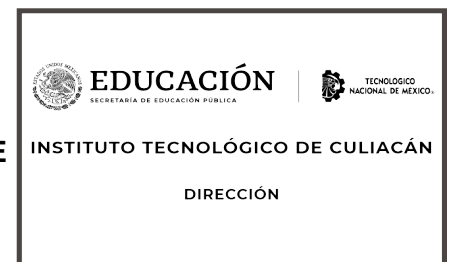 EDUCACIÓN
SECRETARÍA DE EDUCACIÓN PÚBLICA
TECNOLÓGICO
NACIONAL DE MÉXICO®
E
INSTITUTO TECNOLÓGICO DE CULIACÁN
DIRECCIÓN